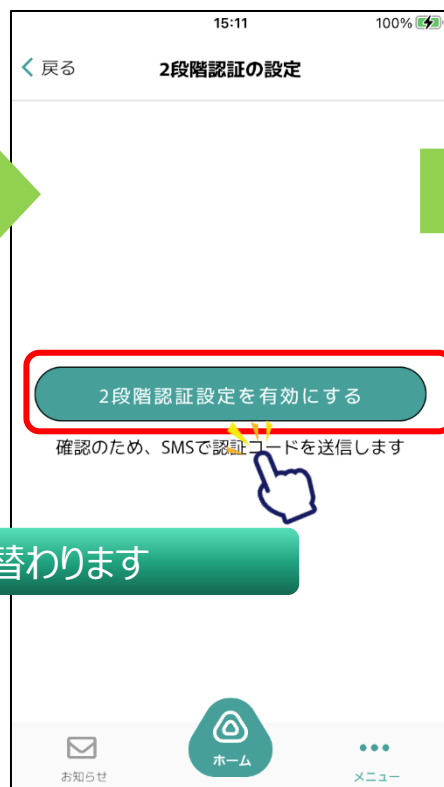 15:11
100%
戻る
2段階認証の設定
2段階認証設定を有効にする
確認のため、SMSで認証コードを送信します
替わります
お知らせ
ホーム
メニュー